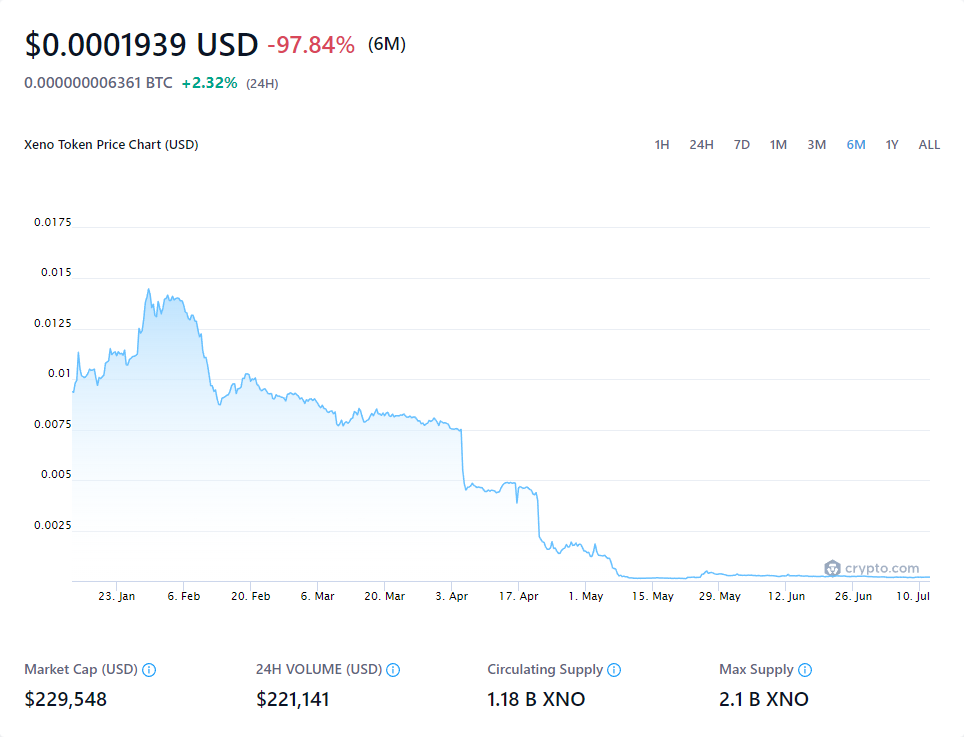 $0.0001939 USD -97.84% (6M)
0.000000006361 BTC +2.32% (24H)
Xeno Token Price Chart (USD)
1H 24H 7D 1M 3M 6M 1Y ALL
0.0175
0.015
0.0125
0.01
0.0075
0.005
0.0025
crypto.com
23. Jan 6. Feb 20. Feb 6. Mar 20. Mar 3. Apr 17. Apr 1. May 15. May 29. May 12. Jun 26. Jun 10. Jul
Market Cap (USD) 24H VOLUME (USD) Circulating Supply Max Supply
$229,548 $221,141 1.18 B XNO 2.1 B XNO